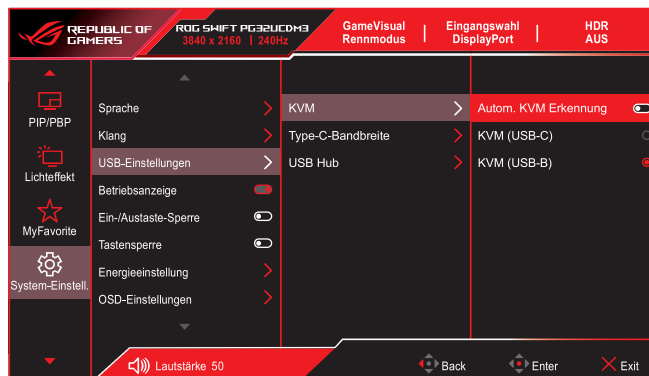 REPUBLIC OF
GAMERS
ROG SWIFT PG32UCDM3
3840 x 2160 | 240Hz
GameVisual
Rennmodus
Eingangswahl
DisplayPort
HDR
AUS
PIP/PBP
Lichteffekt
MyFavorite
System-Einstell.
Sprache
Klang
USB-Einstellungen
Betriebsanzeige
Ein-/Austaste-Sperre
Tastensperre
Energieeinstellung
OSD-Einstellungen
KVM
Type-C-Bandbreite
USB Hub
Autom. KVM Erkennung
KVM (USB-C)
KVM (USB-B)
Lautstärke 50
Back
Enter
Exit